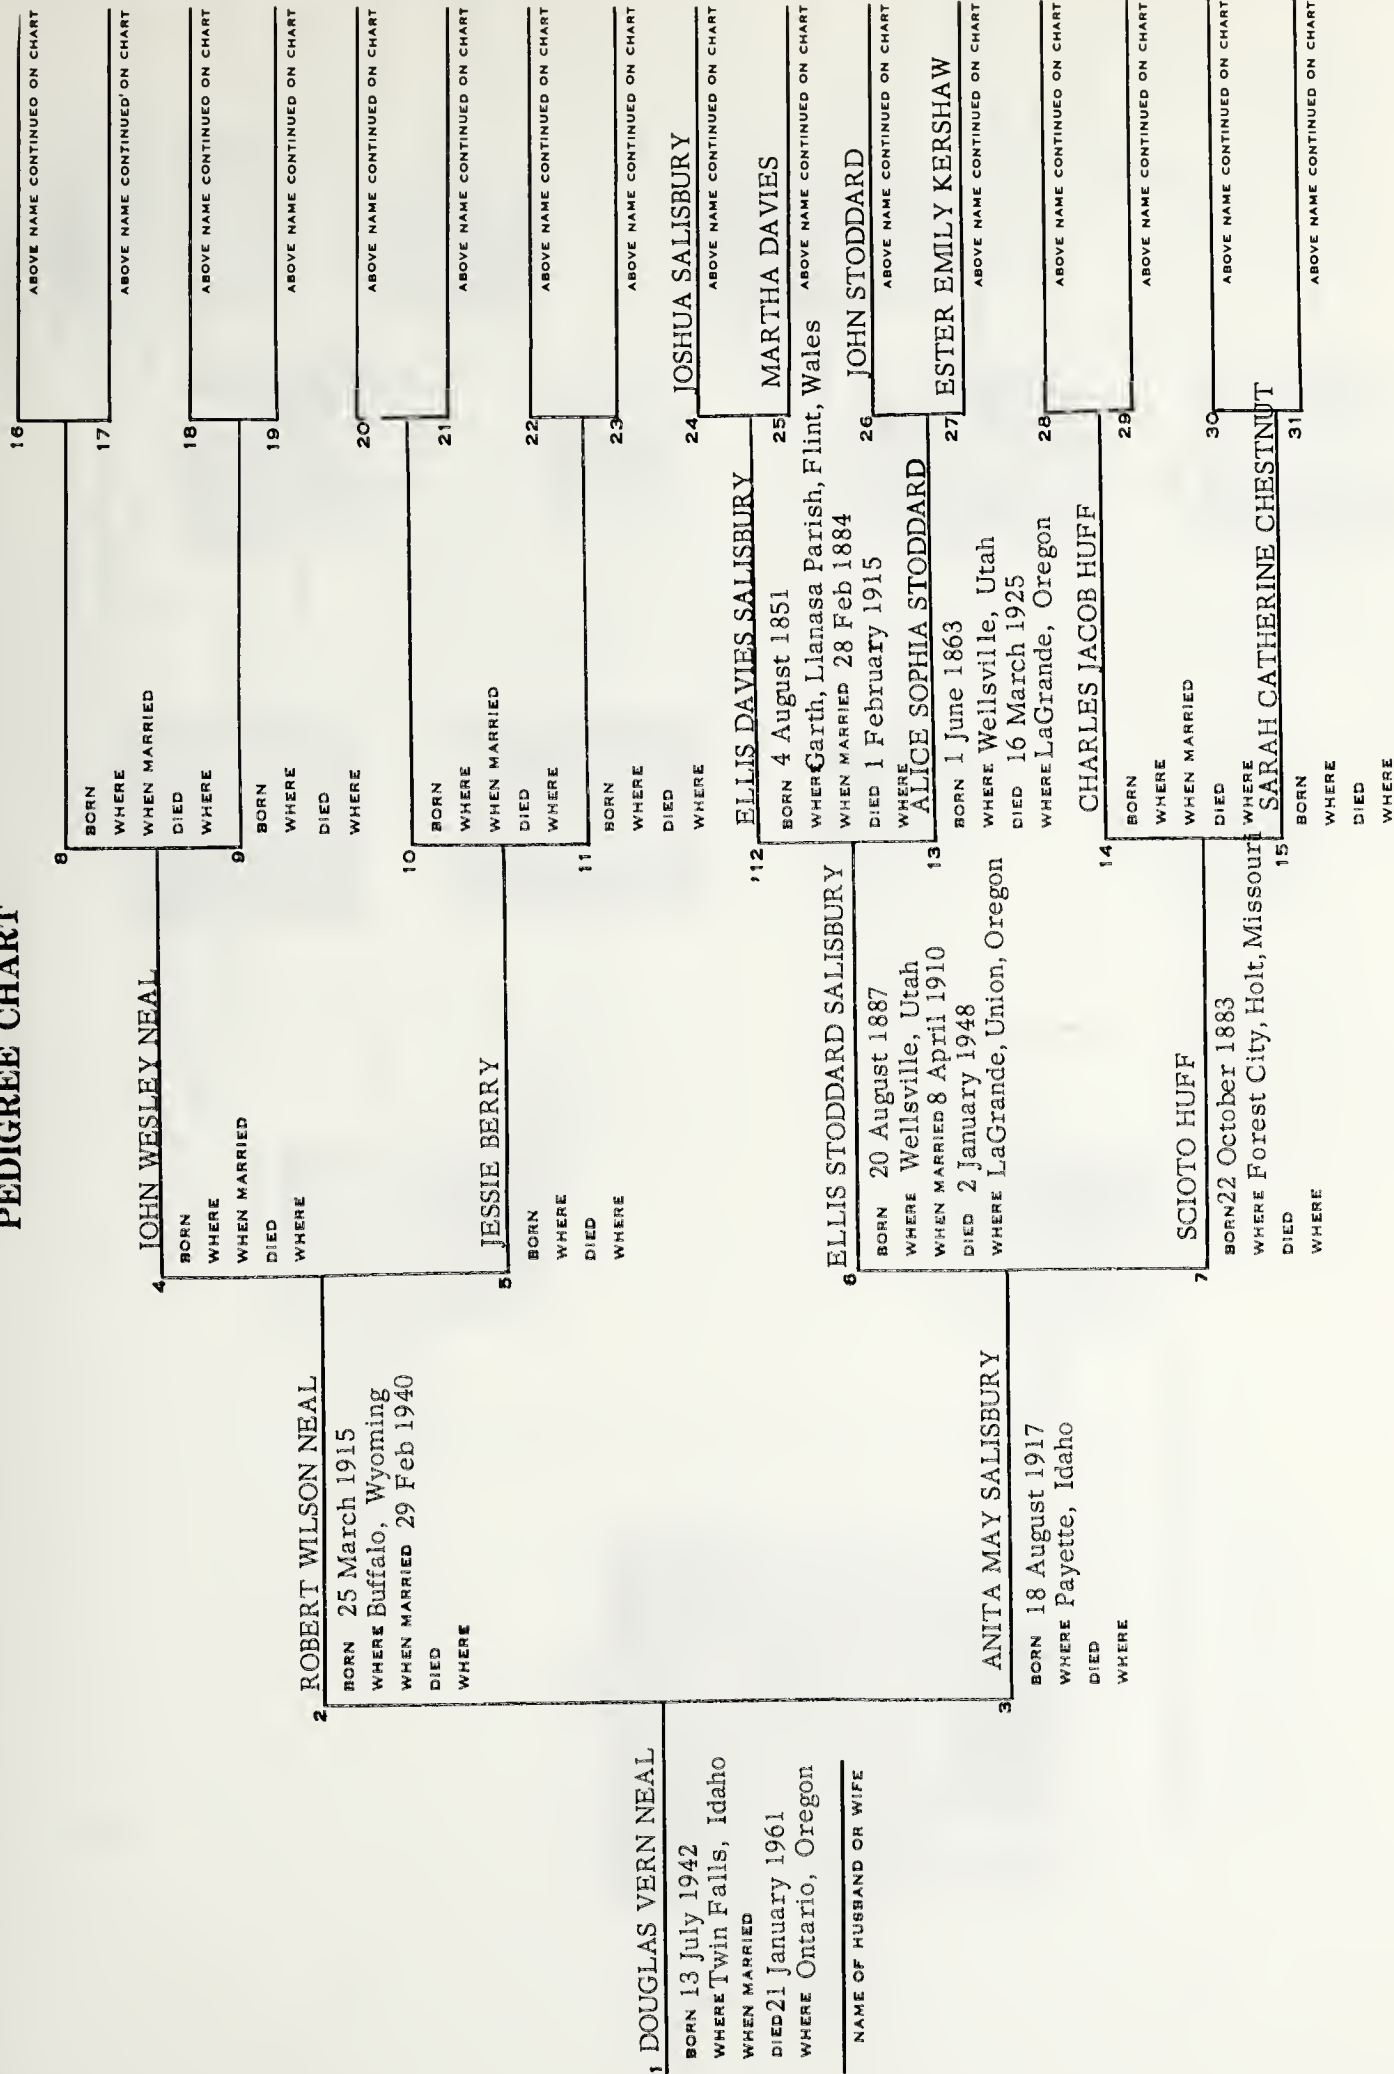 PEDIGREE CHART
1 DOUGLAS VERN NEAL
BORN 13 July 1942
WHERE Twin Falls, Idaho
WHEN MARRIED
DIED 21 January 1961
WHERE Ontario, Oregon
NAME OF HUSBAND OR WIFE
2 ROBERT WILSON NEAL
BORN 25 March 1915
WHERE Buffalo, Wyoming
WHEN MARRIED 29 Feb 1940
DIED
WHERE
3 ANITA MAY SALISBURY
BORN 18 August 1917
WHERE Payette, Idaho
DIED
WHERE
4 JOHN WESLEY NEAL
BORN
WHERE
WHEN MARRIED
DIED
WHERE
5 JESSIE BERRY
BORN
WHERE
DIED
WHERE
6 ELLIS STODDARD SALISBURY
BORN 20 August 1887
WHERE Wellsville, Utah
WHEN MARRIED 8 April 1910
DIED 2 January 1948
WHERE LaGrande, Union, Oregon
7 SCIOTO HUFF
BORN 22 October 1883
WHERE Forest City, Holt, Missouri
DIED
WHERE
8
BORN
WHERE
WHEN MARRIED
DIED
WHERE
9
BORN
WHERE
DIED
WHERE
10
BORN
WHERE
WHEN MARRIED
DIED
WHERE
11
BORN
WHERE
DIED
WHERE
12 ELLIS DAVIES SALISBURY
BORN 4 August 1851
WHERE Garth, Llanasa Parish, Flint, Wales
WHEN MARRIED 28 Feb 1884
DIED 1 February 1915
WHERE
13 ALICE SOPHIA STODDARD
BORN 1 June 1863
WHERE Wellsville, Utah
DIED 16 March 1925
WHERE LaGrande, Oregon
14 CHARLES JACOB HUFF
BORN
WHERE
WHEN MARRIED
DIED
WHERE
15 SARAH CATHERINE CHESTNUT
BORN
WHERE
DIED
WHERE
16
ABOVE NAME CONTINUED ON CHART
17
ABOVE NAME CONTINUED ON CHART
18
ABOVE NAME CONTINUED ON CHART
19
ABOVE NAME CONTINUED ON CHART
20
ABOVE NAME CONTINUED ON CHART
21
ABOVE NAME CONTINUED ON CHART
22
ABOVE NAME CONTINUED ON CHART
23
ABOVE NAME CONTINUED ON CHART
24 JOSHUA SALISBURY
ABOVE NAME CONTINUED ON CHART
25 MARTHA DAVIES
ABOVE NAME CONTINUED ON CHART
26 JOHN STODDARD
ABOVE NAME CONTINUED ON CHART
27 ESTER EMILY KERSHAW
ABOVE NAME CONTINUED ON CHART
28
ABOVE NAME CONTINUED ON CHART
29
ABOVE NAME CONTINUED ON CHART
30
ABOVE NAME CONTINUED ON CHART
31
ABOVE NAME CONTINUED ON CHART